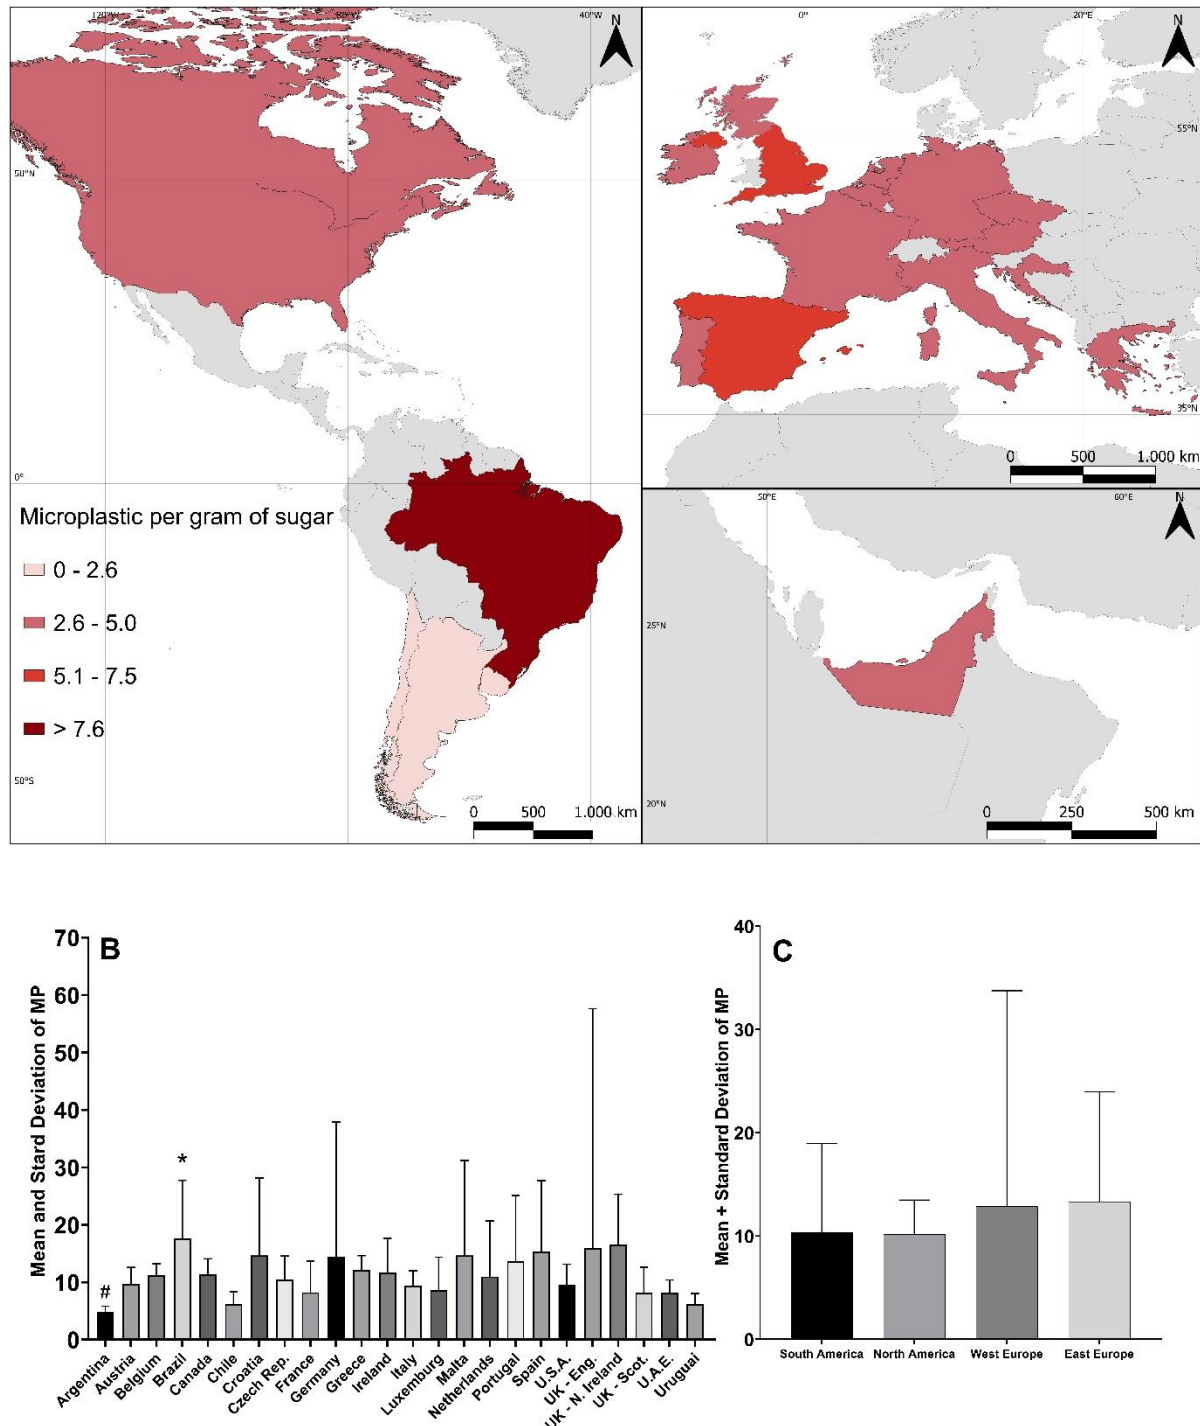 120°W
80°W
40°W
N
50°N
0°
50°S
Microplastic per gram of sugar
0 - 2.6
2.6 - 5.0
5.1 - 7.5
> 7.6
0 500 1.000 km
0°
20°E
N
55°N
35°N
0 500 1.000 km
50°E
60°E
N
25°N
20°N
0 250 500 km
B
Mean and Stard Deviation of MP
70
60
50
40
30
20
10
0
#
*
Argentina
Austria
Belgium
Brazil
Canada
Chile
Croatia
Czech Rep.
France
Germany
Greece
Ireland
Italy
Luxemburg
Malta
Netherlands
Portugal
Spain
U.S.A.
UK - Eng.
UK - N. Ireland
UK - Scot.
U.A.E.
Uruguai
C
Mean + Standard Deviation of MP
40
30
20
10
0
South America
North America
West Europe
East Europe